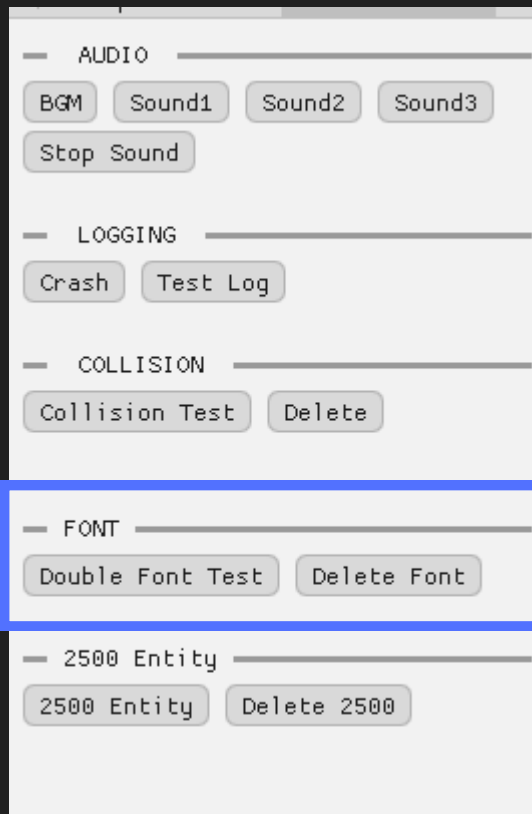 AUDIO
BGM Sound1 Sound2 Sound3
Stop Sound
LOGGING
Crash Test Log
COLLISION
Collision Test Delete
FONT
Double Font Test Delete Font
2500 Entity
2500 Entity Delete 2500